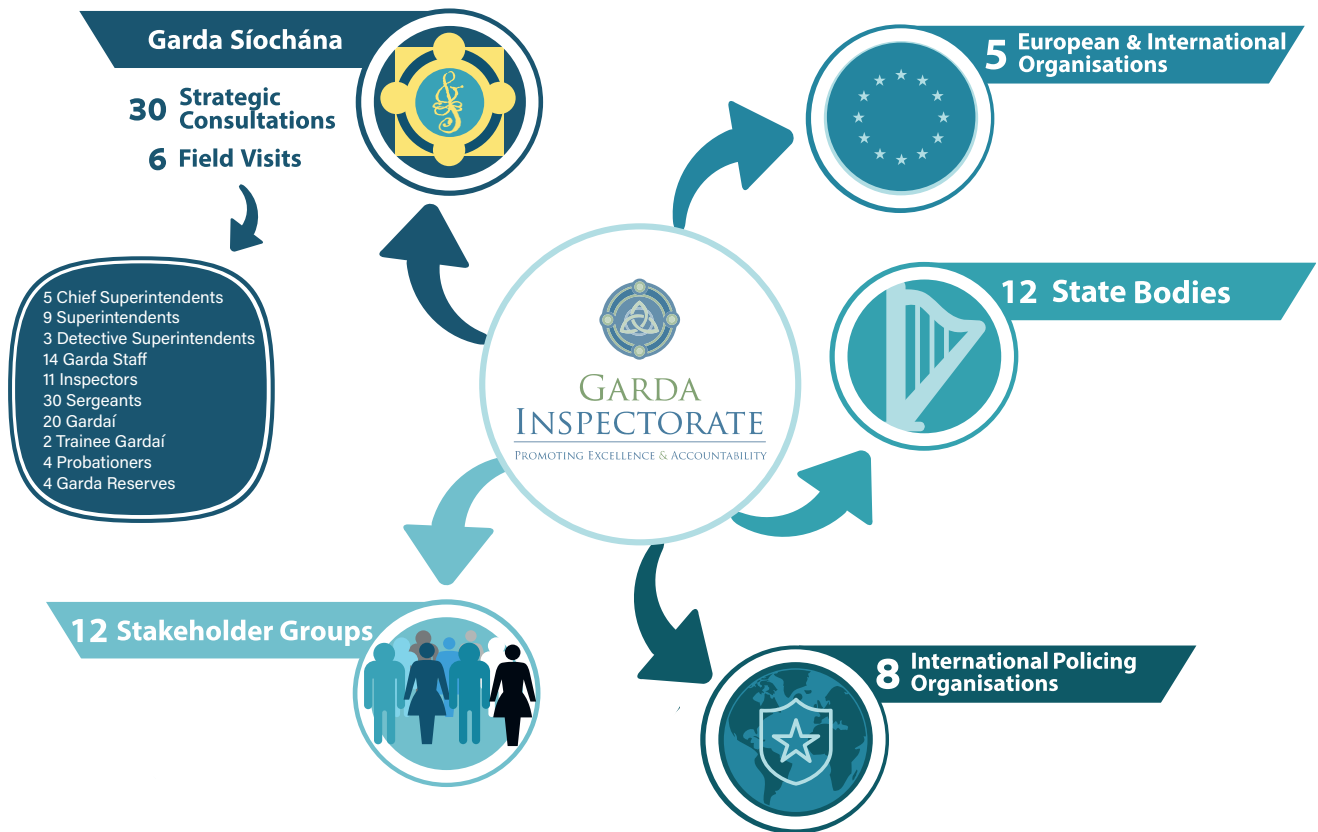 Garda Síochána
30 Strategic
Consultations
6 Field Visits
5 Chief Superintendents
9 Superintendents
3 Detective Superintendents
14 Garda Staff
11 Inspectors
30 Sergeants
20 Gardaí
2 Trainee Gardaí
4 Probationers
4 Garda Reserves
5 European & International
Organisations
12 State Bodies
GARDA
INSPECTORATE
PROMOTING EXCELLENCE & ACCOUNTABILITY
12 Stakeholder Groups
8 International Policing
Organisations